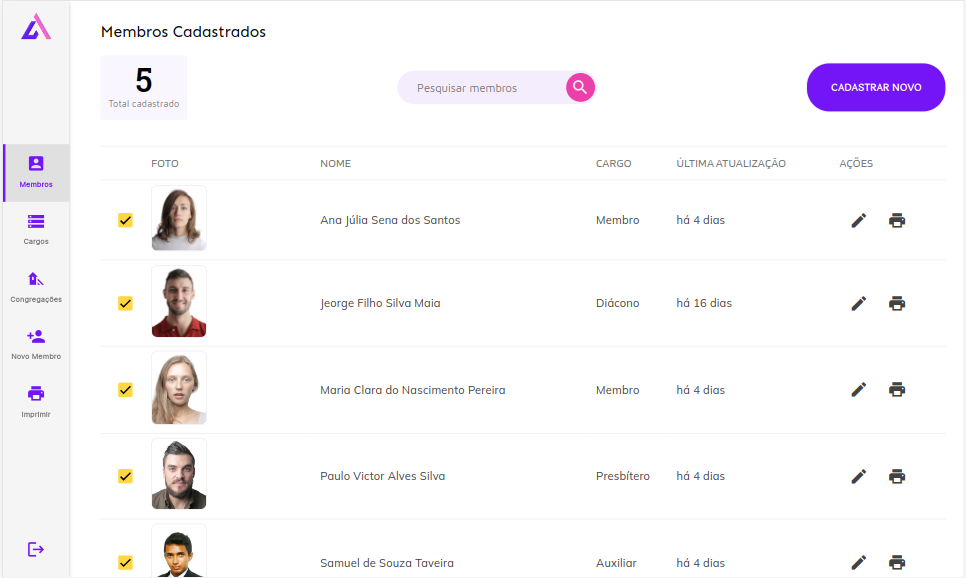 Membros Cadastrados
5
Total cadastrado
Pesquisar membros
CADASTRAR NOVO
Membros
Cargos
Congregações
Novo Membro
Imprimir
FOTO NOME CARGO ÚLTIMA ATUALIZAÇÃO AÇÕES
Ana Júlia Sena dos Santos Membro há 4 dias
Jeorge Filho Silva Maia Diácono há 16 dias
Maria Clara do Nascimento Pereira Membro há 4 dias
Paulo Victor Alves Silva Presbítero há 4 dias
Samuel de Souza Taveira Auxiliar há 4 dias